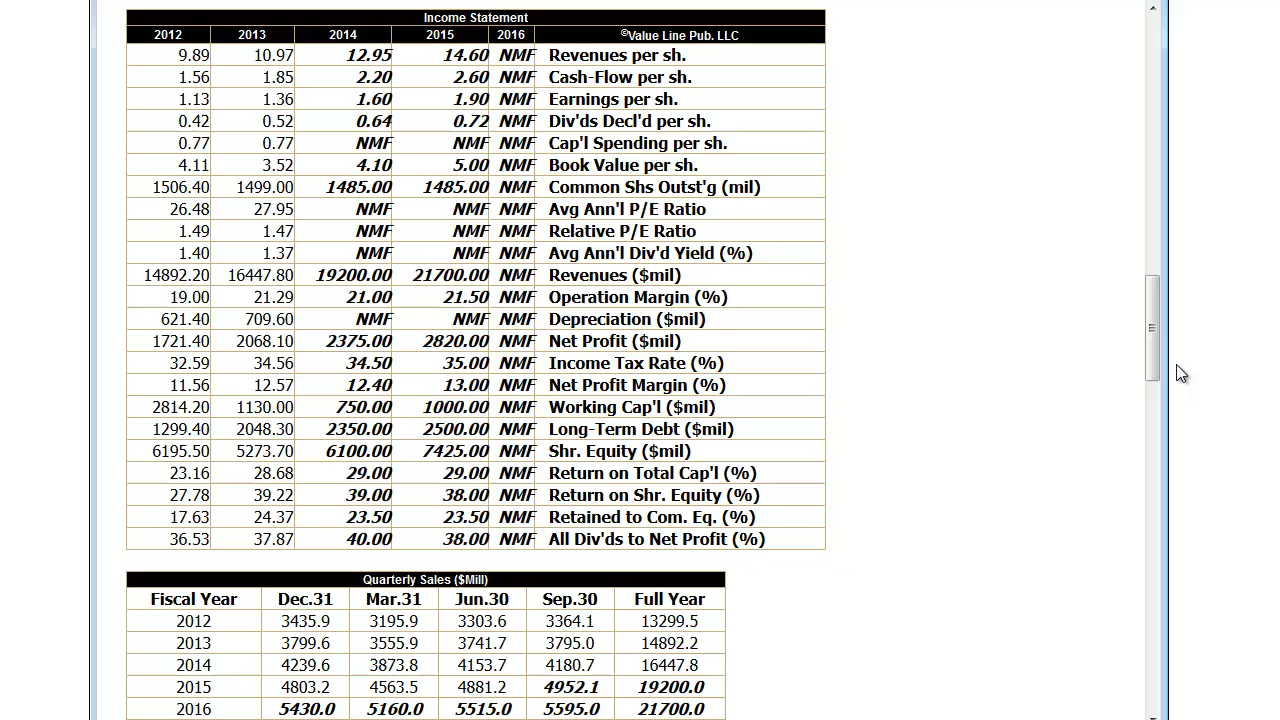 Income Statement
2012 2013 2014 2015 2016 ©Value Line Pub. LLC
9.89 10.97 12.95 14.60 NMF Revenues per sh.
1.56 1.85 2.20 2.60 NMF Cash-Flow per sh.
1.13 1.36 1.60 1.90 NMF Earnings per sh.
0.42 0.52 0.64 0.72 NMF Div'ds Decl'd per sh.
0.77 0.77 NMF NMF NMF Cap'l Spending per sh.
4.11 3.52 4.10 5.00 NMF Book Value per sh.
1506.40 1499.00 1485.00 1485.00 NMF Common Shs Outst'g (mil)
26.48 27.95 NMF NMF NMF Avg Ann'l P/E Ratio
1.49 1.47 NMF NMF NMF Relative P/E Ratio
1.40 1.37 NMF NMF NMF Avg Ann'l Div'd Yield (%)
14892.20 16447.80 19200.00 21700.00 NMF Revenues ($mil)
19.00 21.29 21.00 21.50 NMF Operation Margin (%)
621.40 709.60 NMF NMF NMF Depreciation ($mil)
1721.40 2068.10 2375.00 2820.00 NMF Net Profit ($mil)
32.59 34.56 34.50 35.00 NMF Income Tax Rate (%)
11.56 12.57 12.40 13.00 NMF Net Profit Margin (%)
2814.20 1130.00 750.00 1000.00 NMF Working Cap'l ($mil)
1299.40 2048.30 2350.00 2500.00 NMF Long-Term Debt ($mil)
6195.50 5273.70 6100.00 7425.00 NMF Shr. Equity ($mil)
23.16 28.68 29.00 29.00 NMF Return on Total Cap'l (%)
27.78 39.22 39.00 38.00 NMF Return on Shr. Equity (%)
17.63 24.37 23.50 23.50 NMF Retained to Com. Eq. (%)
36.53 37.87 40.00 38.00 NMF All Div'ds to Net Profit (%)
Quarterly Sales ($Mill)
Fiscal Year Dec.31 Mar.31 Jun.30 Sep.30 Full Year
2012 3435.9 3195.9 3303.6 3364.1 13299.5
2013 3799.6 3555.9 3741.7 3795.0 14892.2
2014 4239.6 3873.8 4153.7 4180.7 16447.8
2015 4803.2 4563.5 4881.2 4952.1 19200.0
2016 5430.0 5160.0 5515.0 5595.0 21700.0